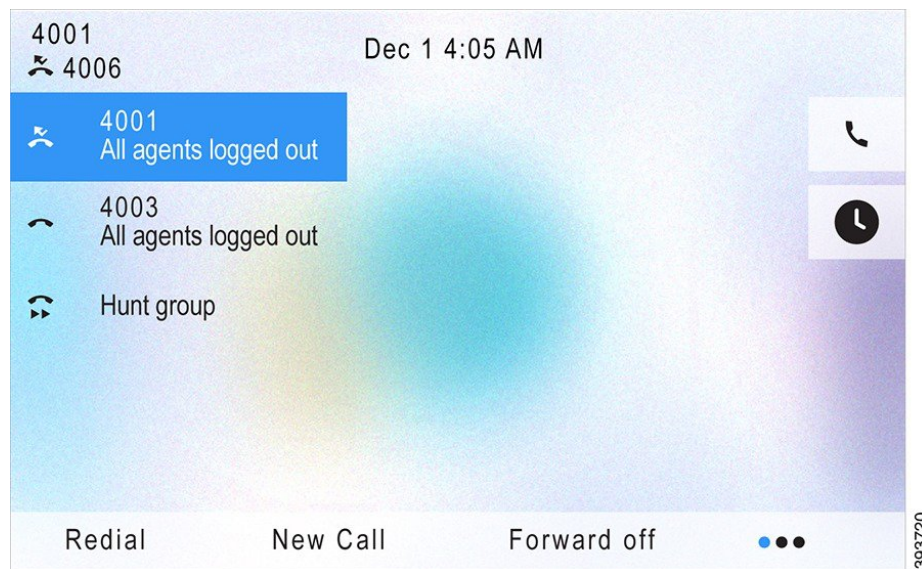 4001
4006
Dec 1 4:05 AM
4001
All agents logged out
4003
All agents logged out
Hunt group
Redial
New Call
Forward off
393720